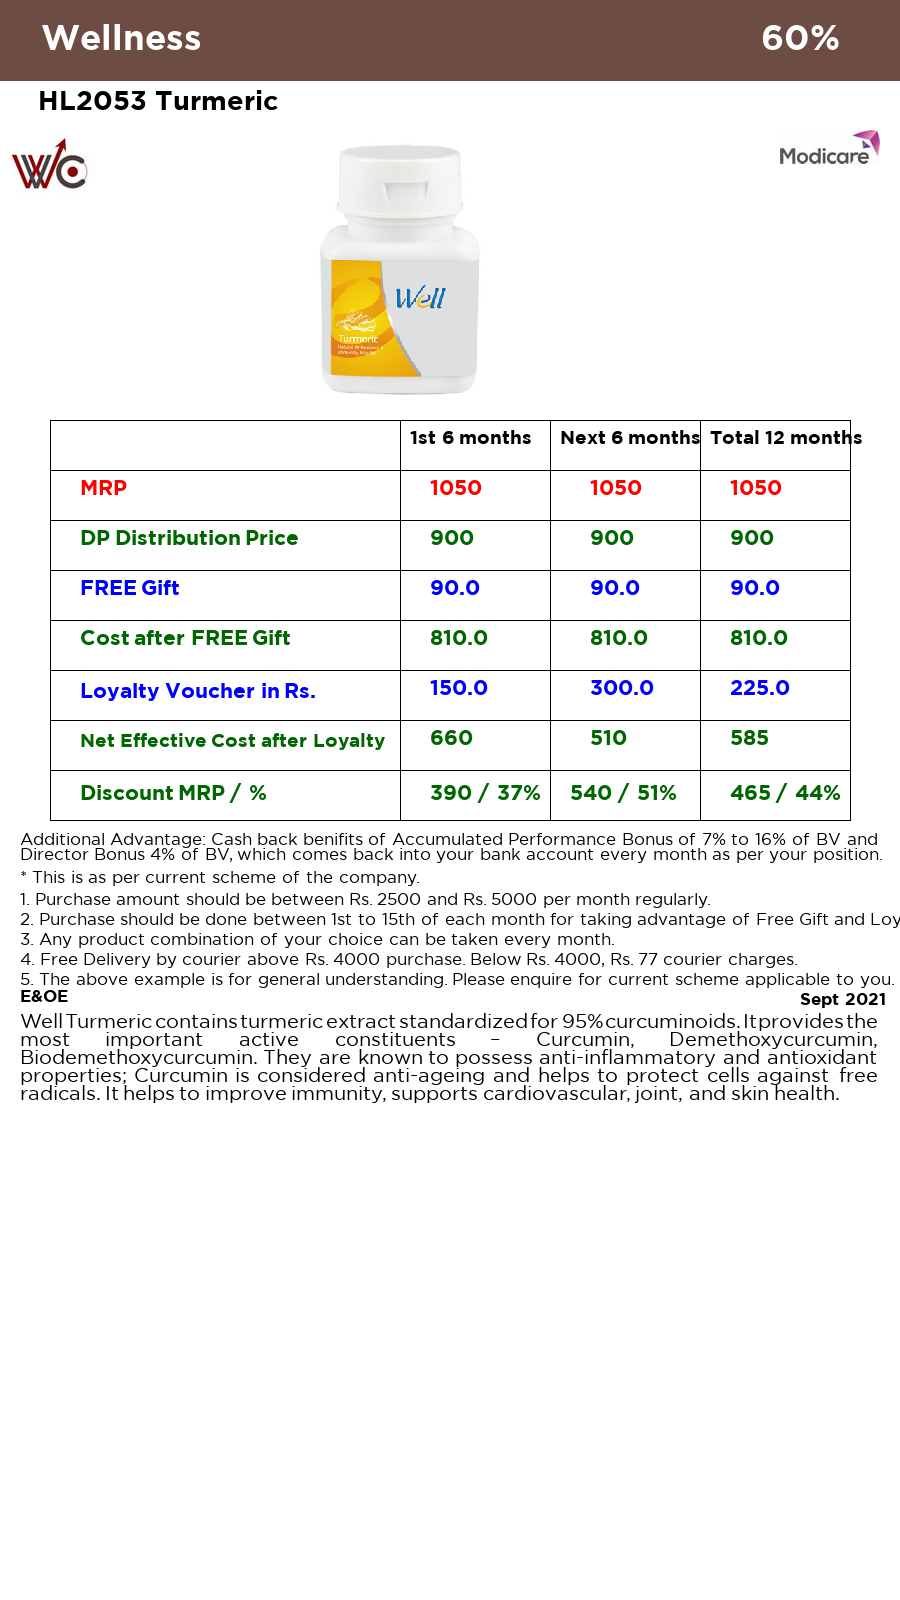 Wellness 60%
HL2053 Turmeric
WC
Modicare
Well
Turmeric
Natural Antioxidant &
Immunity Booster
1st 6 months Next 6 months Total 12 months
MRP 1050 1050 1050
DP Distribution Price 900 900 900
FREE Gift 90.0 90.0 90.0
Cost after FREE Gift 810.0 810.0 810.0
Loyalty Voucher in Rs. 150.0 300.0 225.0
Net Effective Cost after Loyalty 660 510 585
Discount MRP / % 390 / 37% 540 / 51% 465 / 44%
Additional Advantage: Cash back benifits of Accumulated Performance Bonus of 7% to 16% of BV and
Director Bonus 4% of BV, which comes back into your bank account every month as per your position.
* This is as per current scheme of the company.
1. Purchase amount should be between Rs. 2500 and Rs. 5000 per month regularly.
2. Purchase should be done between 1st to 15th of each month for taking advantage of Free Gift and Loy
3. Any product combination of your choice can be taken every month.
4. Free Delivery by courier above Rs. 4000 purchase. Below Rs. 4000, Rs. 77 courier charges.
5. The above example is for general understanding. Please enquire for current scheme applicable to you.
E&OE Sept 2021
Well Turmeric contains turmeric extract standardized for 95% curcuminoids. It provides the
most important active constituents – Curcumin, Demethoxycurcumin,
Biodemethoxycurcumin. They are known to possess anti-inflammatory and antioxidant
properties; Curcumin is considered anti-ageing and helps to protect cells against free
radicals. It helps to improve immunity, supports cardiovascular, joint, and skin health.